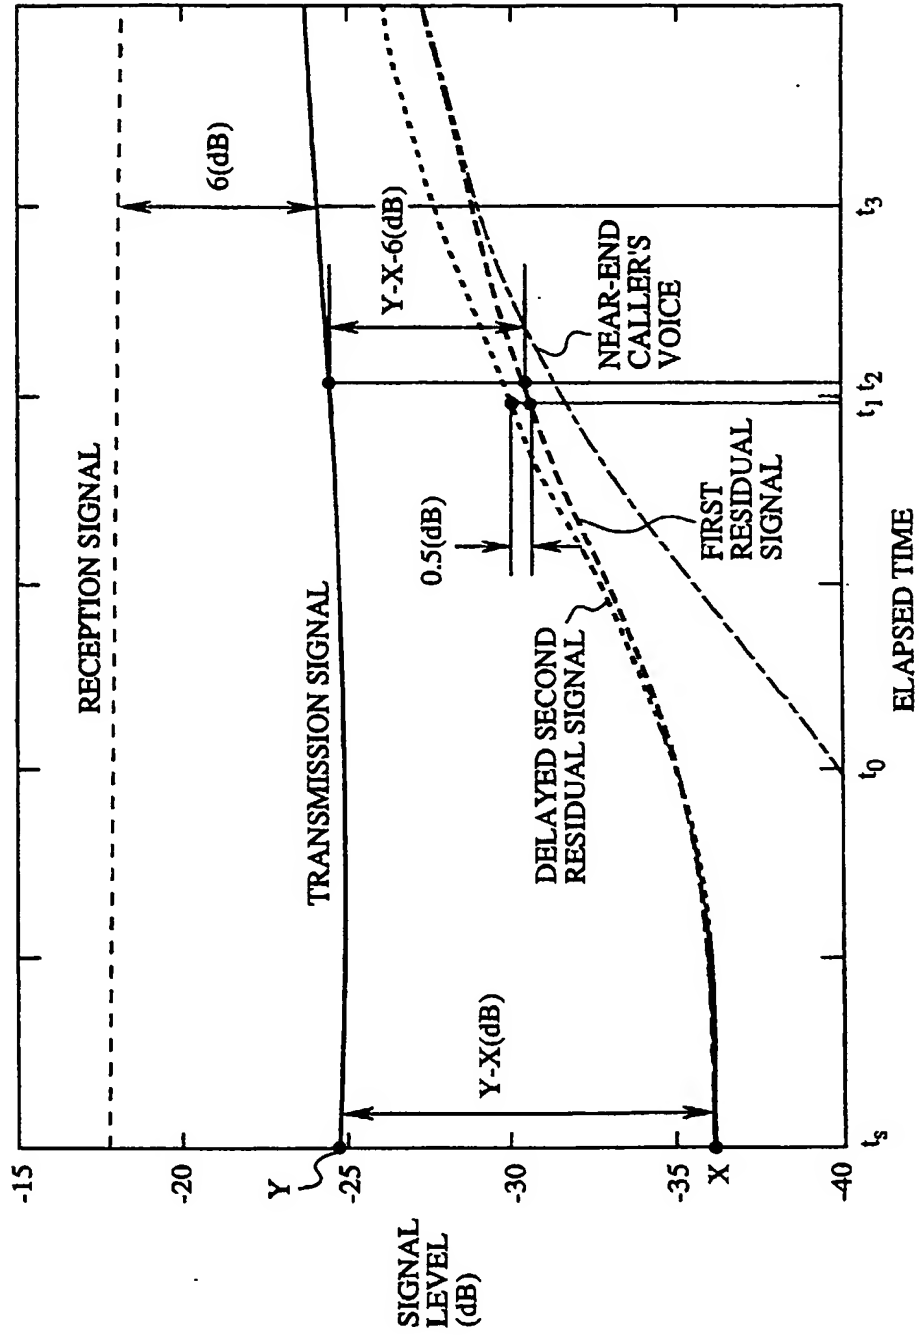 SIGNAL
LEVEL
(dB)
-15
-20
-25
-30
-35
-40
Y
X
RECEPTION SIGNAL
6(dB)
TRANSMISSION SIGNAL
Y-X-6(dB)
Y-X(dB)
0.5(dB)
NEAR-END
CALLER'S
VOICE
FIRST
RESIDUAL
SIGNAL
DELAYED SECOND
RESIDUAL SIGNAL
ts t0 t1 t2 t3
ELAPSED TIME